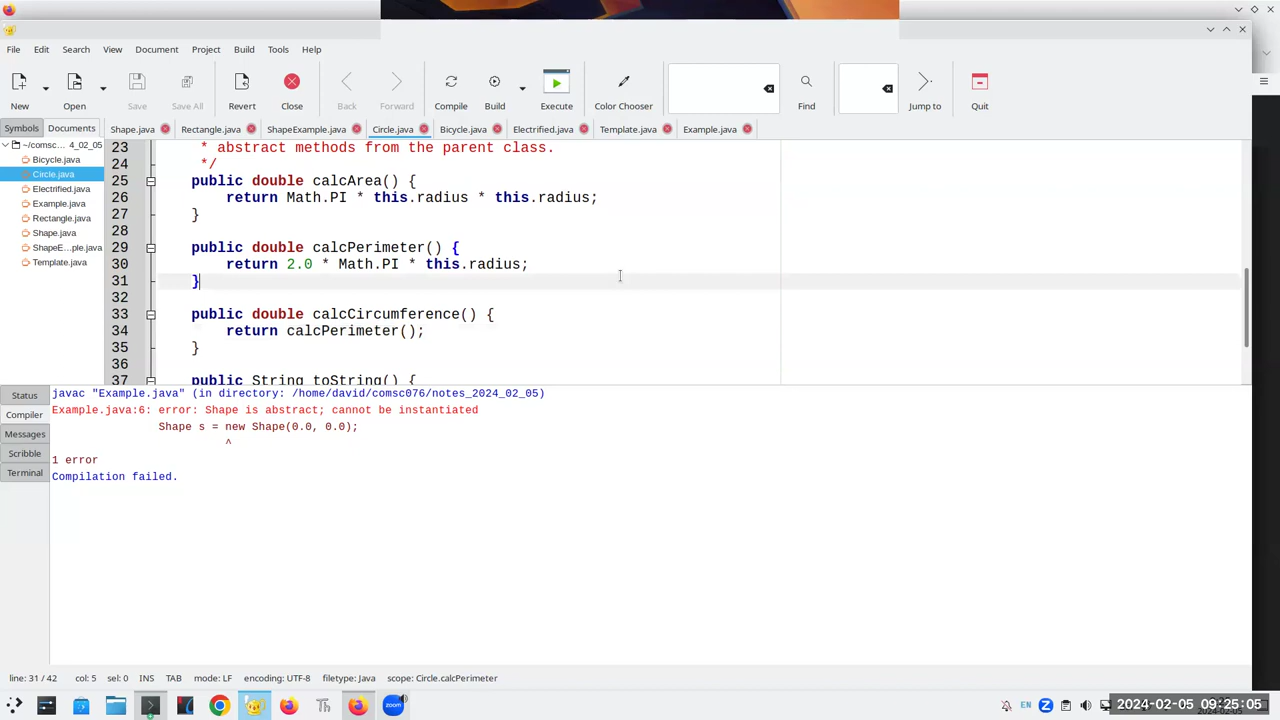 File Edit Search View Document Project Build Tools Help
New Open Save Save All Revert Close Back Forward Compile Build Execute Color Chooser Find Jump to Quit
Symbols Documents Shape.java Rectangle.java ShapeExample.java Circle.java Bicycle.java Electrified.java Template.java Example.java
~/comsc... 4_02_05
Bicycle.java
Circle.java
Electrified.java
Example.java
Rectangle.java
Shape.java
ShapeE...ple.java
Template.java
23 * abstract methods from the parent class.
24 */
25 public double calcArea() {
26 return Math.PI * this.radius * this.radius;
27 }
28
29 public double calcPerimeter() {
30 return 2.0 * Math.PI * this.radius;
31 }
32
33 public double calcCircumference() {
34 return calcPerimeter();
35 }
36
37 public String toString() {
Status
Compiler
Messages
Scribble
Terminal
javac "Example.java" (in directory: /home/david/comsc076/notes_2024_02_05)
Example.java:6: error: Shape is abstract; cannot be instantiated
Shape s = new Shape(0.0, 0.0);
^
1 error
Compilation failed.
line: 31 / 42 col: 5 sel: 0 INS TAB mode: LF encoding: UTF-8 filetype: Java scope: Circle.calcPerimeter
Th zoom EN Z 2024-02-05 09:25:05